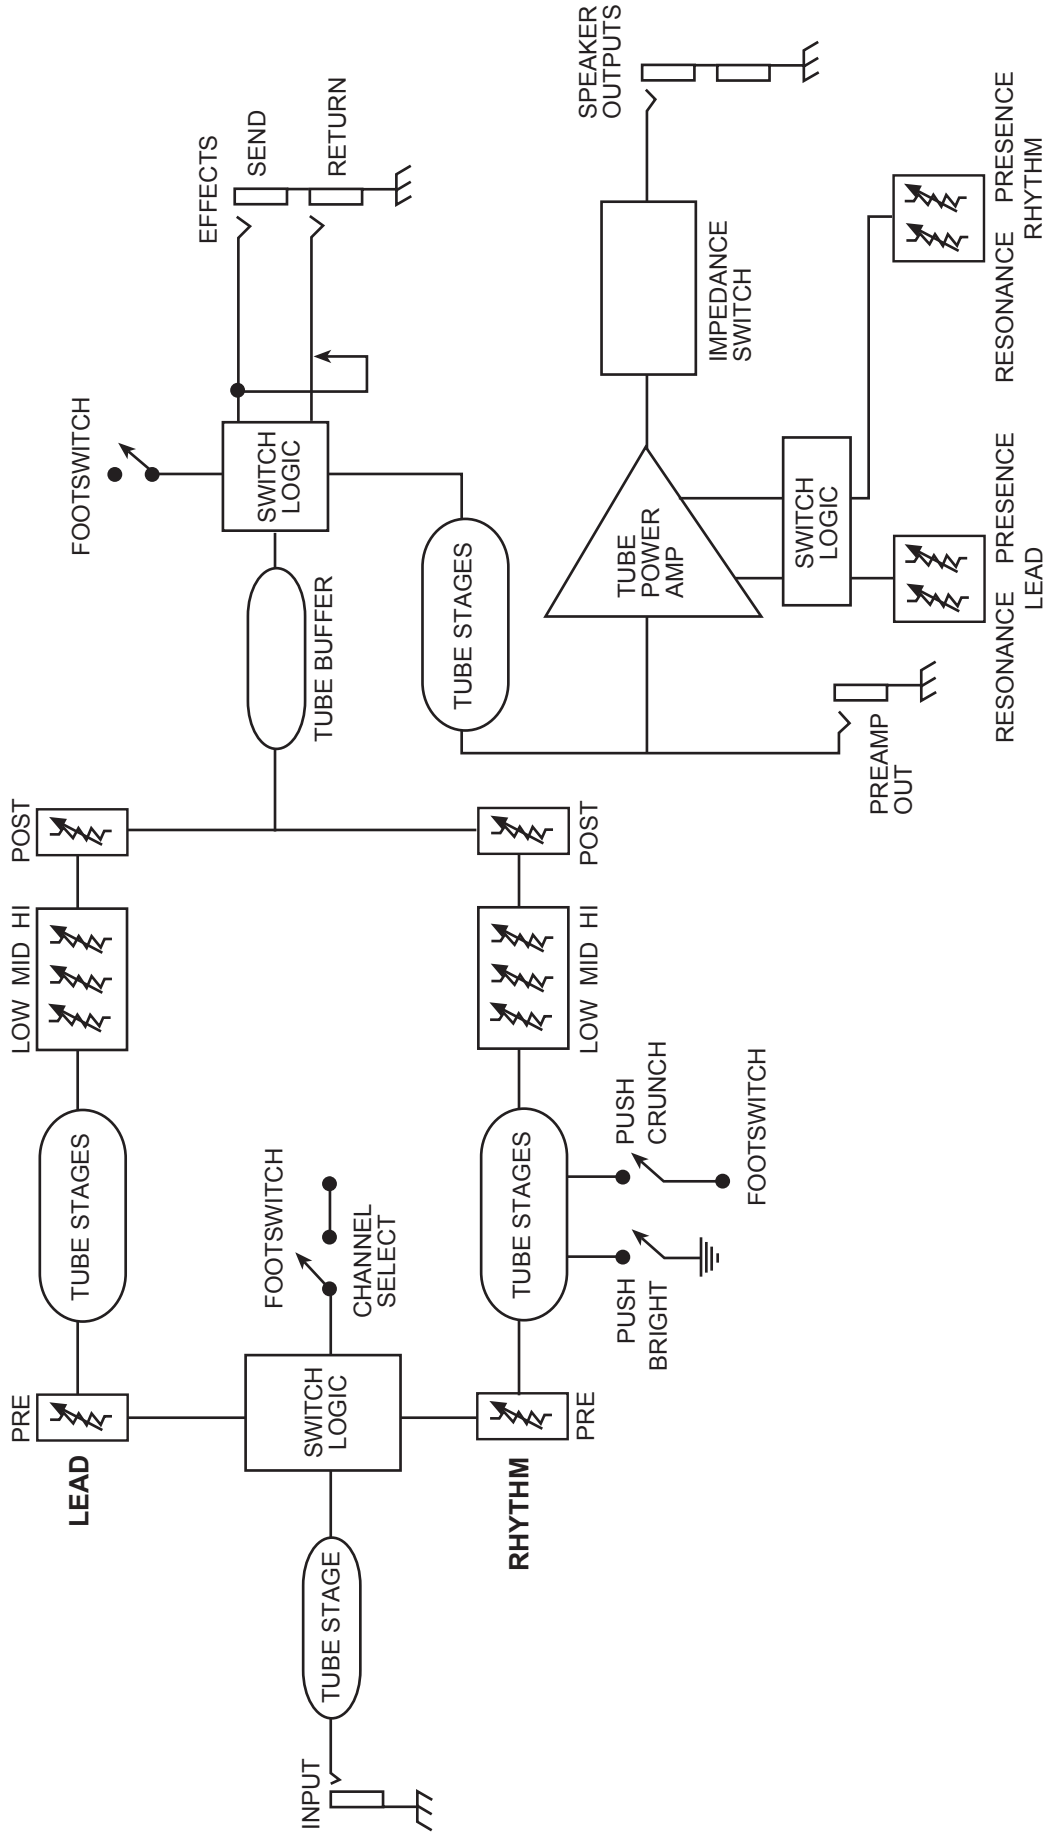 INPUT
TUBE STAGE
LEAD
PRE
TUBE STAGES
LOW MID HI
POST
SWITCH
LOGIC
FOOTSWITCH
CHANNEL
SELECT
RHYTHM
PRE
TUBE STAGES
PUSH
BRIGHT
PUSH
CRUNCH
FOOTSWITCH
LOW MID HI
POST
TUBE BUFFER
FOOTSWITCH
SWITCH
LOGIC
EFFECTS
SEND
RETURN
TUBE STAGES
PREAMP
OUT
TUBE
POWER
AMP
SWITCH
LOGIC
IMPEDANCE
SWITCH
SPEAKER
OUTPUTS
RESONANCE PRESENCE
LEAD
RESONANCE PRESENCE
RHYTHM